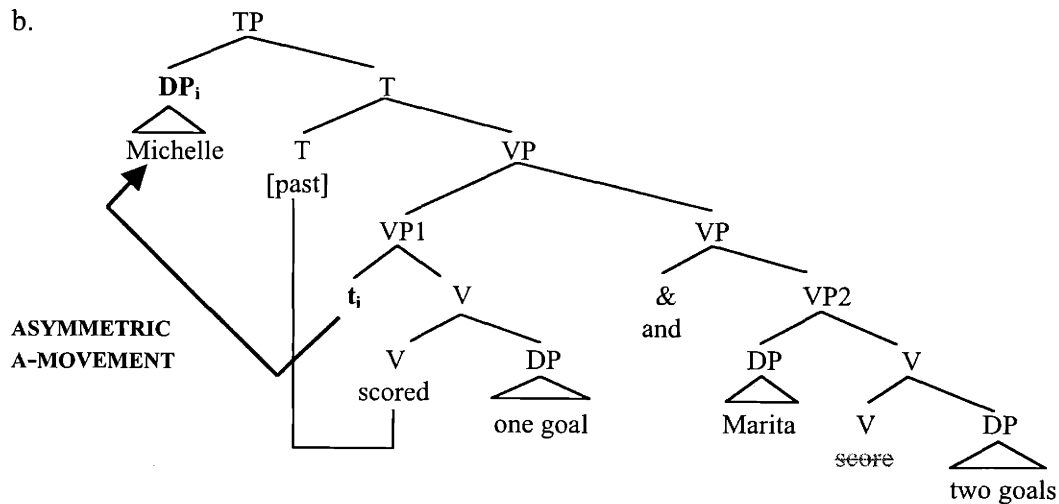 b.
TP
DPᵢ T
Michelle T VP
[past]
VP1 VP
tᵢ V & VP2
and
ASYMMETRIC
A-MOVEMENT V DP DP V
scored
one goal Marita V DP
score
two goals